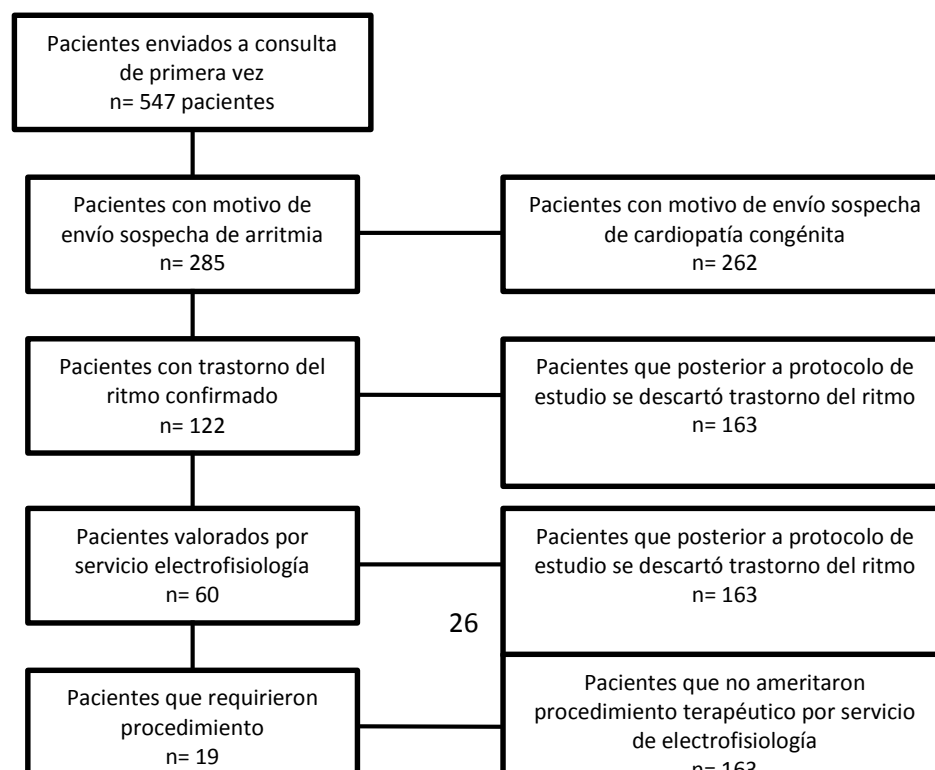 Pacientes enviados a consulta
de primera vez
n= 547 pacientes
Pacientes con motivo de
envío sospecha de arritmia
n= 285
Pacientes con motivo de envío sospecha
de cardiopatía congénita
n= 262
Pacientes con trastorno del
ritmo confirmado
n= 122
Pacientes que posterior a protocolo de
estudio se descartó trastorno del ritmo
n= 163
Pacientes valorados por
servicio electrofisiología
n= 60
Pacientes que posterior a protocolo de
estudio se descartó trastorno del ritmo
n= 163
26
Pacientes que requirieron
procedimiento
n= 19
Pacientes que no ameritaron
procedimiento terapéutico por servicio
de electrofisiología
n= 163